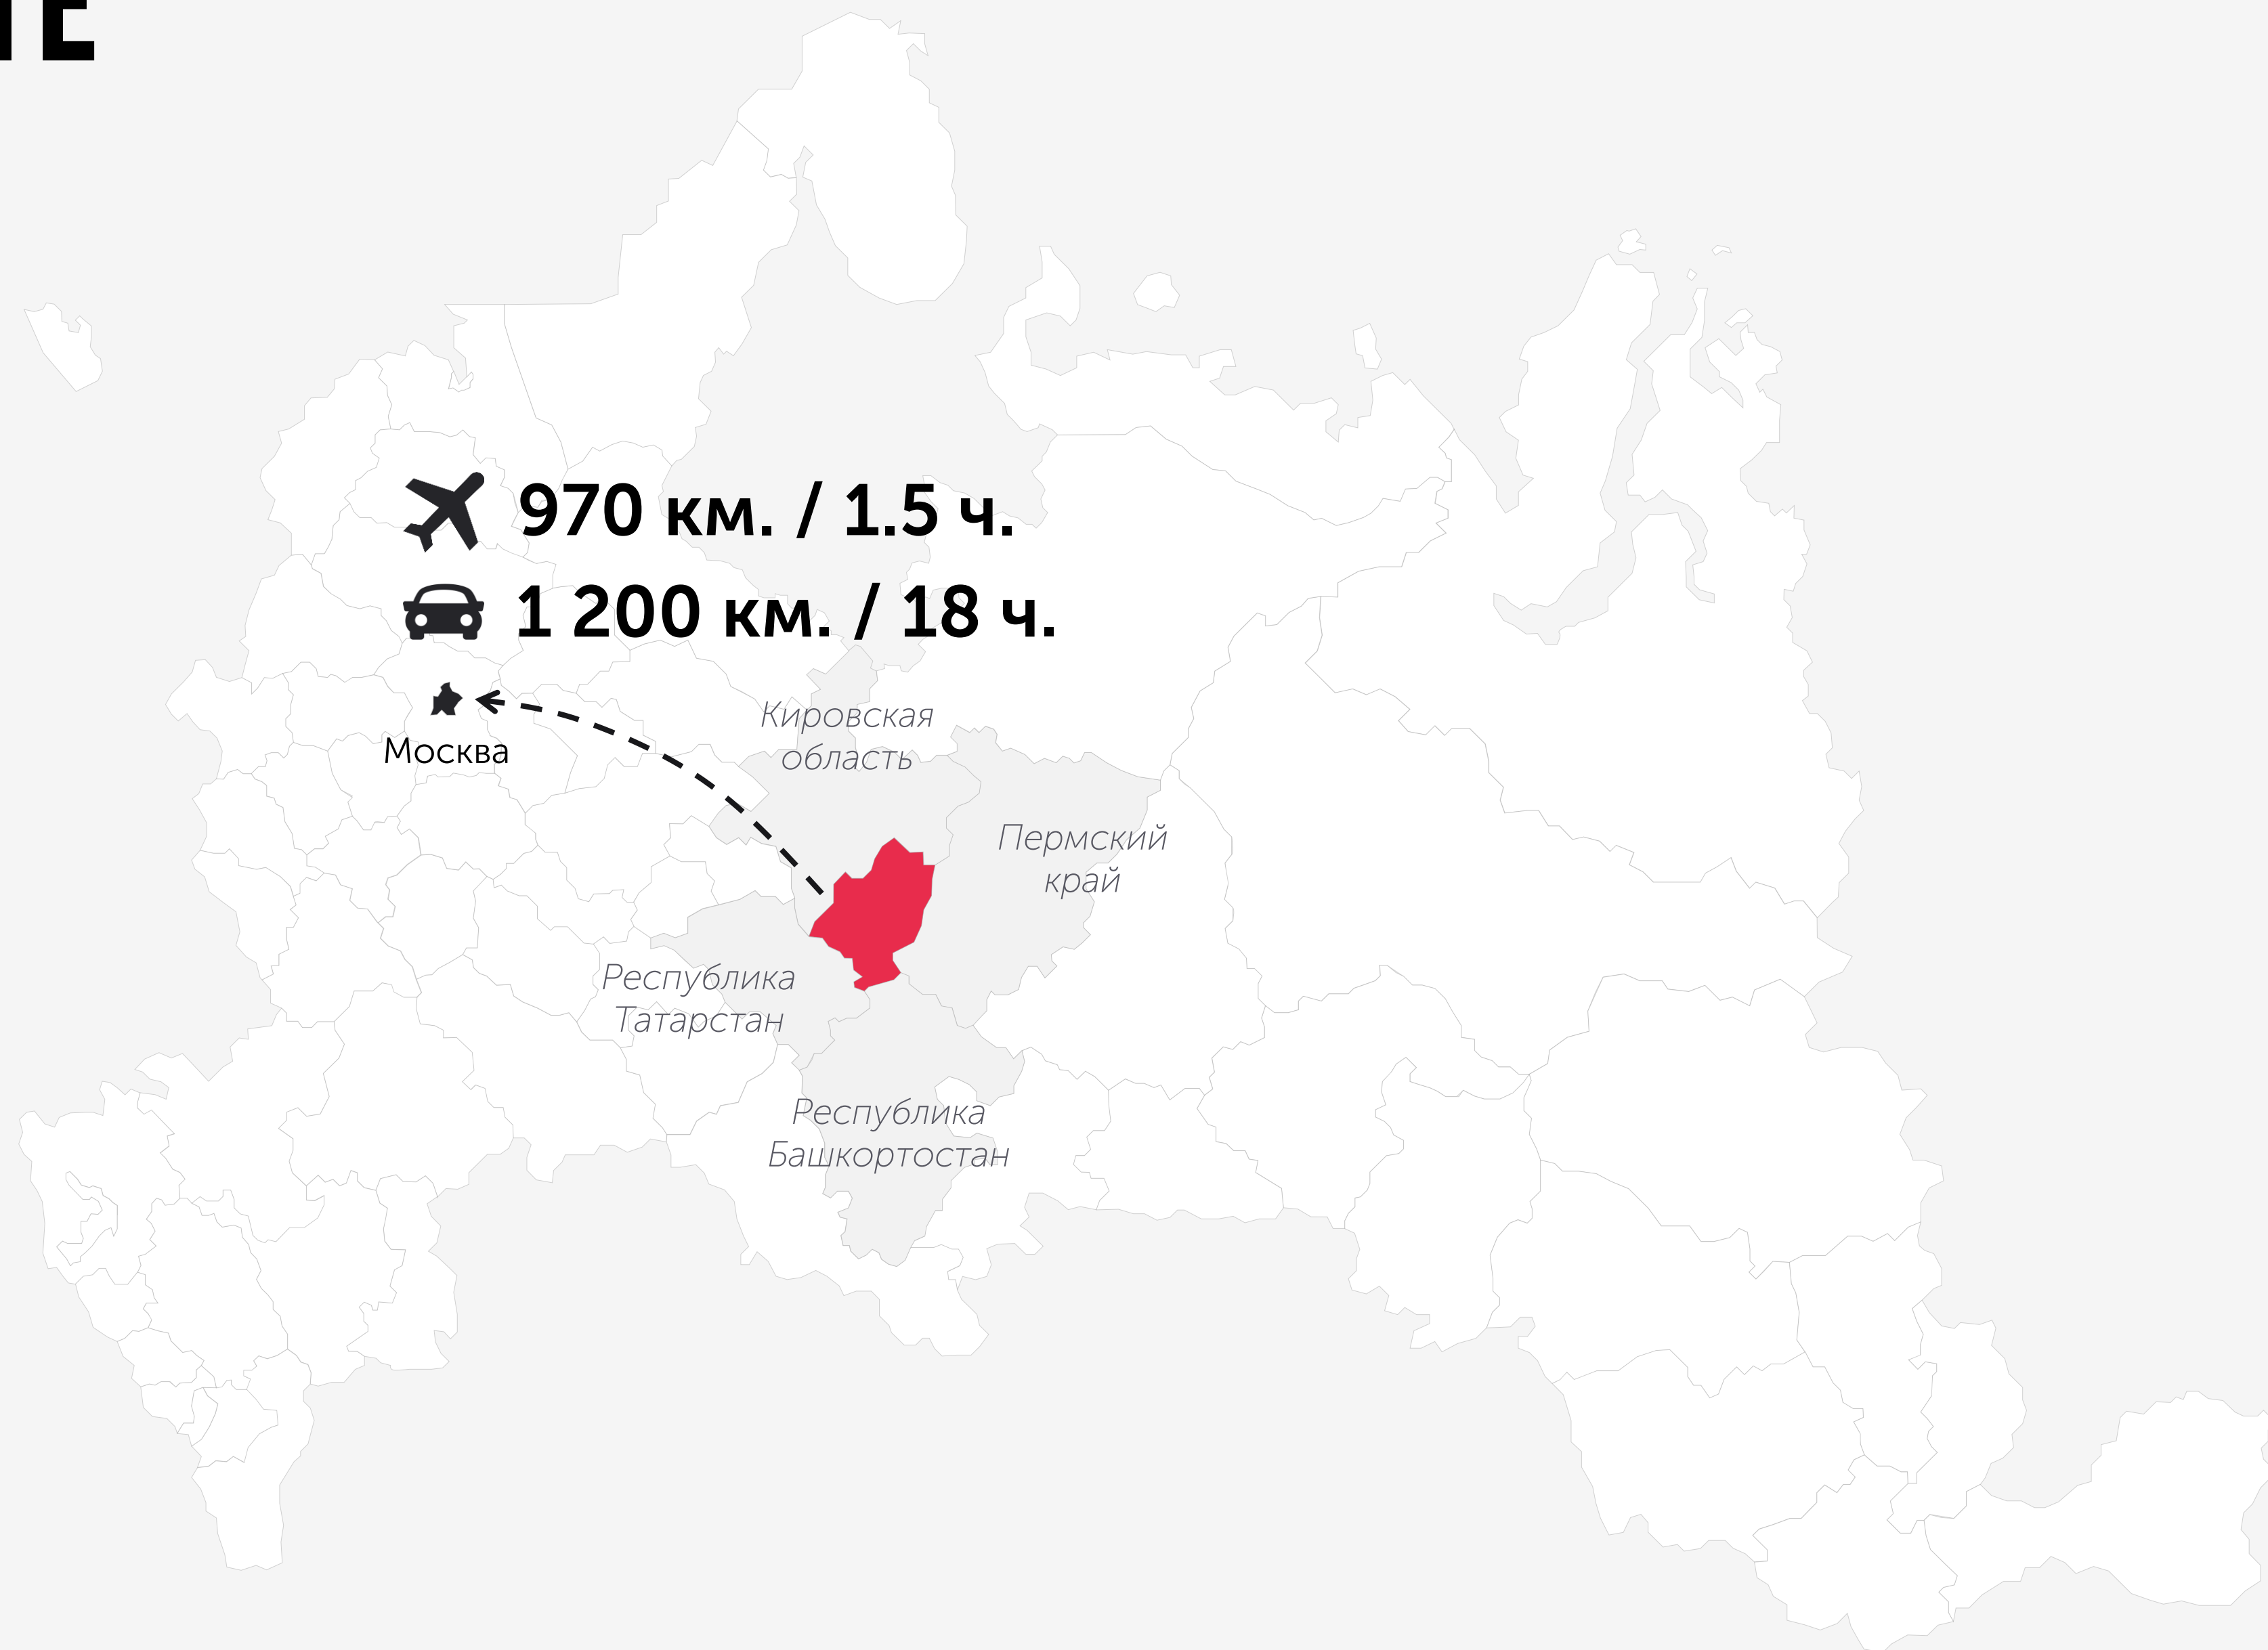 970 км. / 1.5 ч.
1 200 км. / 18 ч.
Москва
Кировская
область
Пермский
край
Республика
Татарстан
Республика
Башкортостан